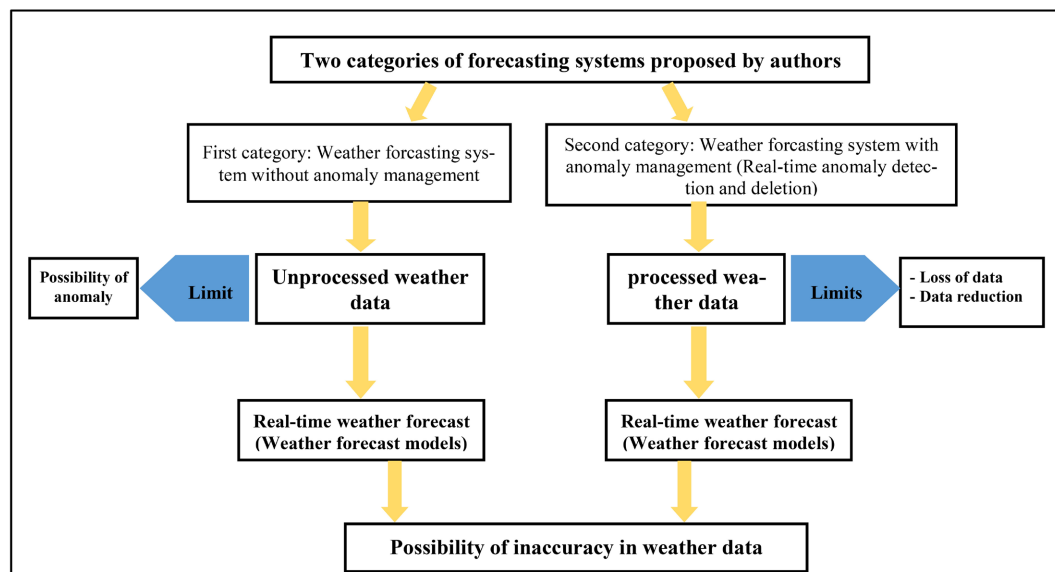 Two categories of forecasting systems proposed by authors
First category: Weather forcasting sys-
tem without anomaly management
Second category: Weather forcasting system with
anomaly management (Real-time anomaly detec-
tion and deletion)
Possibility of
anomaly
Limit
Unprocessed weather
data
processed wea-
ther data
Limits
- Loss of data
- Data reduction
Real-time weather forecast
(Weather forecast models)
Real-time weather forecast
(Weather forecast models)
Possibility of inaccuracy in weather data